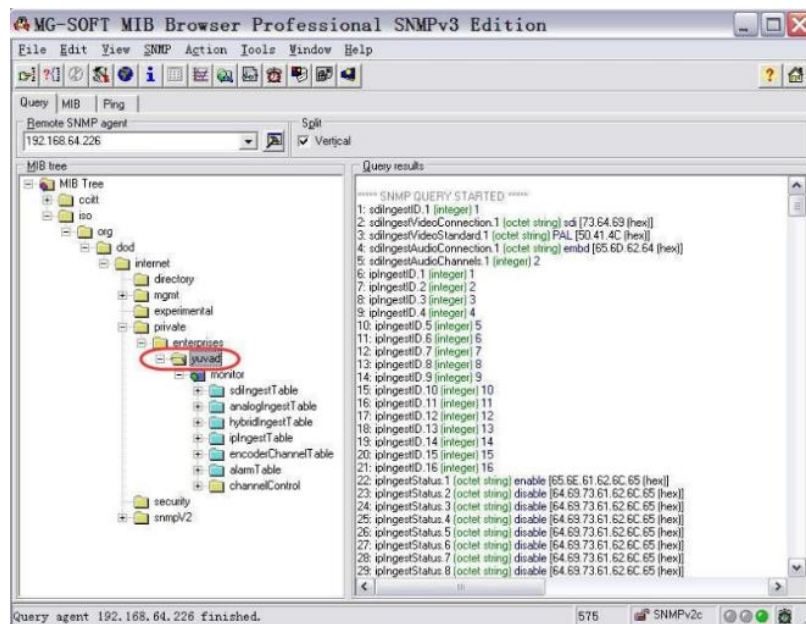 MG-SOFT MIB Browser Professional SNMPv3 Edition
File Edit View SNMP Action Tools Window Help
Query MIB Ping
Remote SNMP agent
192.168.64.226
Split
Vertical
MIB tree
MIB Tree
ccitt
iso
org
dod
internet
directory
mgmt
experimental
private
enterprises
yuvad
monitor
sdiIngestTable
analogIngestTable
hybridIngestTable
ipIngestTable
encoderChannelTable
alarmTable
channelControl
security
snmpV2
Query results
***** SNMP QUERY STARTED *****
1: sdiIngestID.1 (integer) 1
2: sdiIngestVideoConnection.1 (octet string) sdi [73.64.69 (hex)]
3: sdiIngestVideoStandard.1 (octet string) PAL [50.41.4C (hex)]
4: sdiIngestAudioConnection.1 (octet string) embd [65.6D.62.64 (hex)]
5: sdiIngestAudioChannels.1 (integer) 2
6: ipIngestID.1 (integer) 1
7: ipIngestID.2 (integer) 2
8: ipIngestID.3 (integer) 3
9: ipIngestID.4 (integer) 4
10: ipIngestID.5 (integer) 5
11: ipIngestID.6 (integer) 6
12: ipIngestID.7 (integer) 7
13: ipIngestID.8 (integer) 8
14: ipIngestID.9 (integer) 9
15: ipIngestID.10 (integer) 10
16: ipIngestID.11 (integer) 11
17: ipIngestID.12 (integer) 12
18: ipIngestID.13 (integer) 13
19: ipIngestID.14 (integer) 14
20: ipIngestID.15 (integer) 15
21: ipIngestID.16 (integer) 16
22: ipIngestStatus.1 (octet string) enable [65.6E.61.62.6C.65 (hex)]
23: ipIngestStatus.2 (octet string) disable [64.69.73.61.62.6C.65 (hex)]
24: ipIngestStatus.3 (octet string) disable [64.69.73.61.62.6C.65 (hex)]
25: ipIngestStatus.4 (octet string) disable [64.69.73.61.62.6C.65 (hex)]
26: ipIngestStatus.5 (octet string) disable [64.69.73.61.62.6C.65 (hex)]
27: ipIngestStatus.6 (octet string) disable [64.69.73.61.62.6C.65 (hex)]
28: ipIngestStatus.7 (octet string) disable [64.69.73.61.62.6C.65 (hex)]
29: ipIngestStatus.8 (octet string) disable [64.69.73.61.62.6C.65 (hex)]
Query agent 192.168.64.226 finished.
575
SNMPv2c